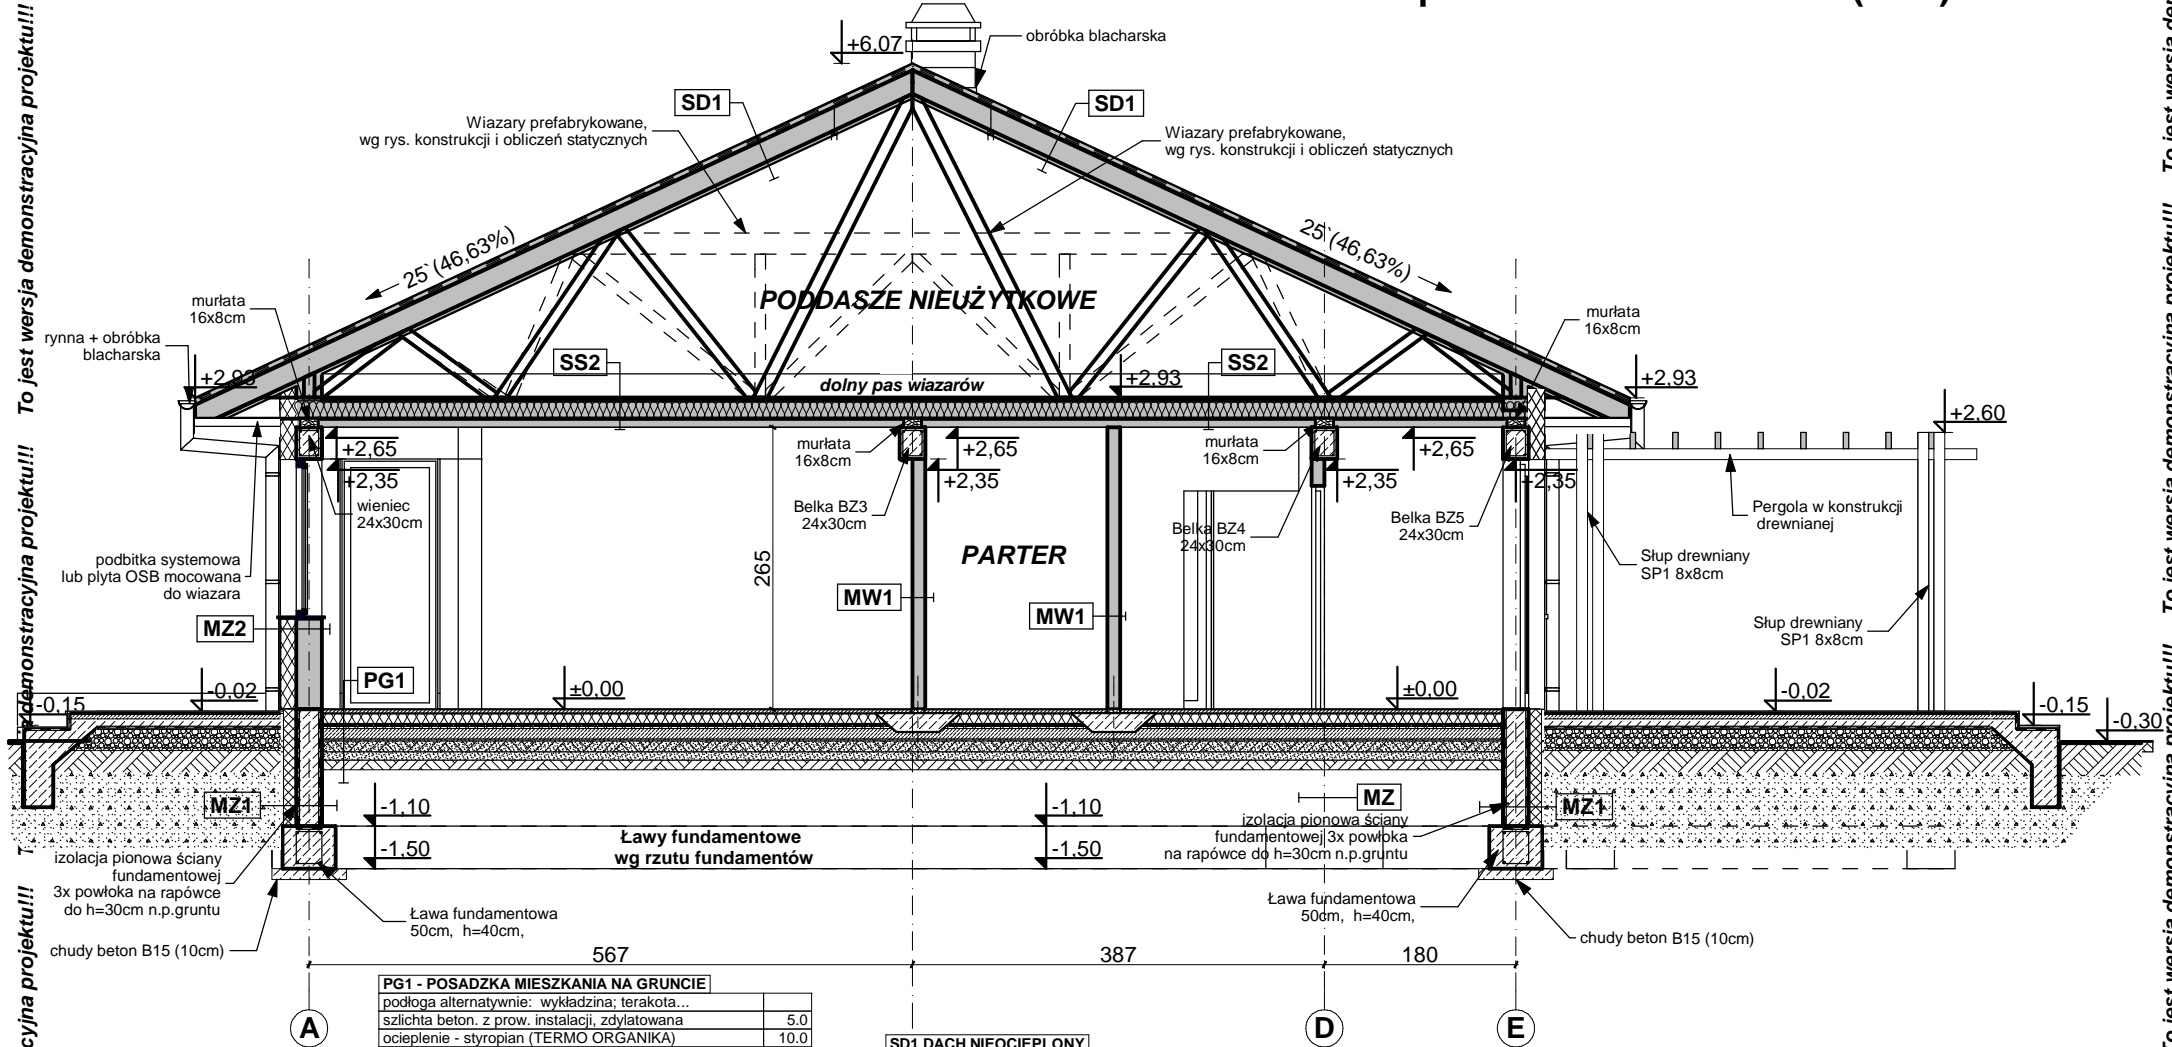 +6,07
obróbka blacharska
SD1
SD1
Wiazary prefabrykowane,
wg rys. konstrukcji i obliczeń statycznych
Wiazary prefabrykowane,
wg rys. konstrukcji i obliczeń statycznych
25`(46,63%)
25`(46,63%)
PODDASZE NIEUŻYTKOWE
murłata
16x8cm
murłata
16x8cm
rynna + obróbka
blacharska
SS2
SS2
+2,93
dolny pas wiazarów
+2,93
+2,93
+2,60
+2,65
+2,35
murłata
16x8cm
+2,65
+2,35
murłata
16x8cm
+2,65
+2,35
+2,35
wieniec
24x30cm
Belka BZ3
24x30cm
Belka BZ4
24x30cm
Belka BZ5
24x30cm
Pergola w konstrukcji
drewnianej
podbitka systemowa
lub plyta OSB mocowana
do wiazara
265
PARTER
Słup drewniany
SP1 8x8cm
MW1
MW1
MZ2
Słup drewniany
SP1 8x8cm
PG1
-0,15
-0,02
±0,00
±0,00
-0,02
-0,15
-0,30
MZ1
-1,10
-1,10
MZ
MZ1
Ławy fundamentowe
wg rzutu fundamentów
izolacja pionowa ściany
fundamentowej 3x powłoka
na rapówce do h=30cm n.p.gruntu
-1,50
-1,50
izolacja pionowa ściany
fundamentowej
3x powłoka na rapówce
do h=30cm n.p.gruntu
Ława fundamentowa
50cm, h=40cm,
Ława fundamentowa
50cm, h=40cm,
chudy beton B15 (10cm)
chudy beton B15 (10cm)
567
387
180
PG1 - POSADZKA MIESZKANIA NA GRUNCIE
podłoga alternatywnie: wykładzina; terakota...
szlichta beton. z prow. instalacji, zdylatowana 5.0
ocieplenie - styropian (TERMO ORGANIKA) 10.0
SD1 DACH NIEOCIEPLONY
A
D
E
To jest wersja demonstracyjna projektu!!!
To jest wersja demonstracyjna projektu!!!